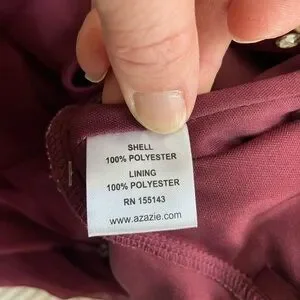 SHELL
100% POLYESTER
LINING
100% POLYESTER
RN 155143
www.azazie.com